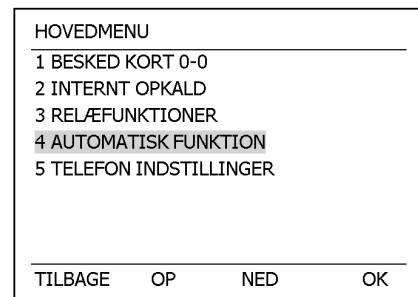 HOVEDMENU
1 BESKED KORT 0-0
2 INTERNT OPKALD
3 RELÆFUNKTIONER
4 AUTOMATISK FUNKTION
5 TELEFON INDSTILLINGER
TILBAGE OP NED OK